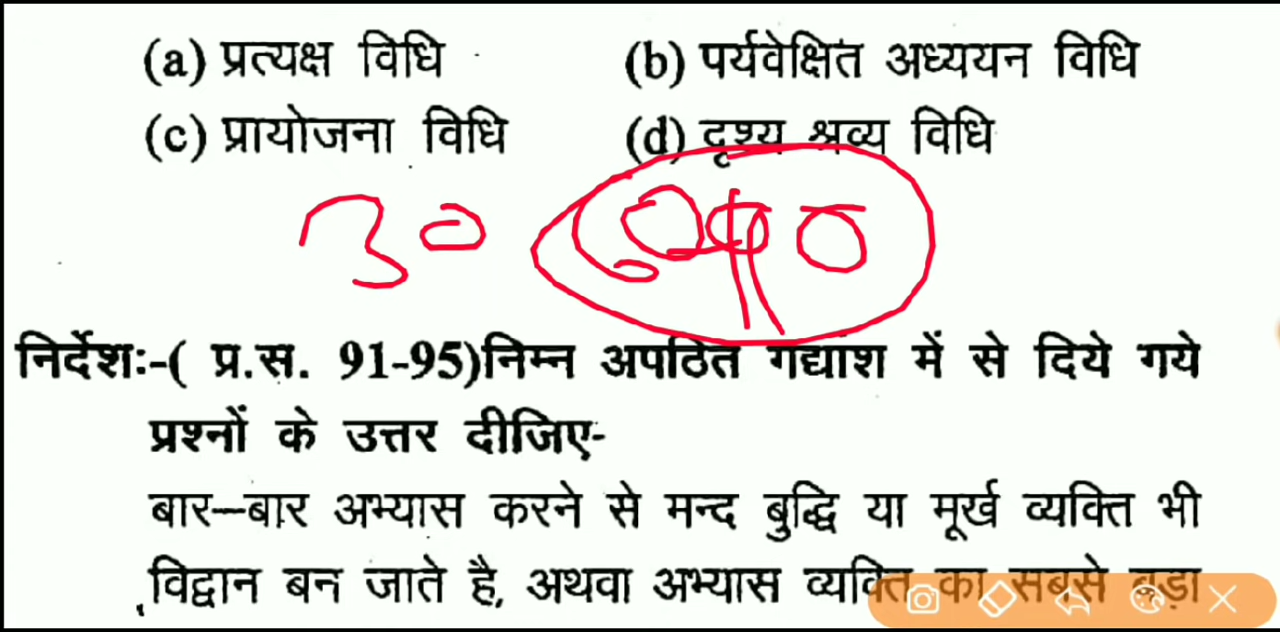 (a) प्रत्यक्ष विधि (b) पर्यवेक्षित अध्ययन विधि
(c) प्रायोजना विधि (d) दृश्य श्रव्य विधि
30
निर्देशः-( प्र.स. 91-95)निम्न अपठित गद्यांश में से दिये गये
प्रश्नों के उत्तर दीजिए-
बार–बार अभ्यास करने से मन्द बुद्धि या मूर्ख व्यक्ति भी
विद्वान बन जाते है, अथवा अभ्यास व्यक्ति का सबसे बड़ा